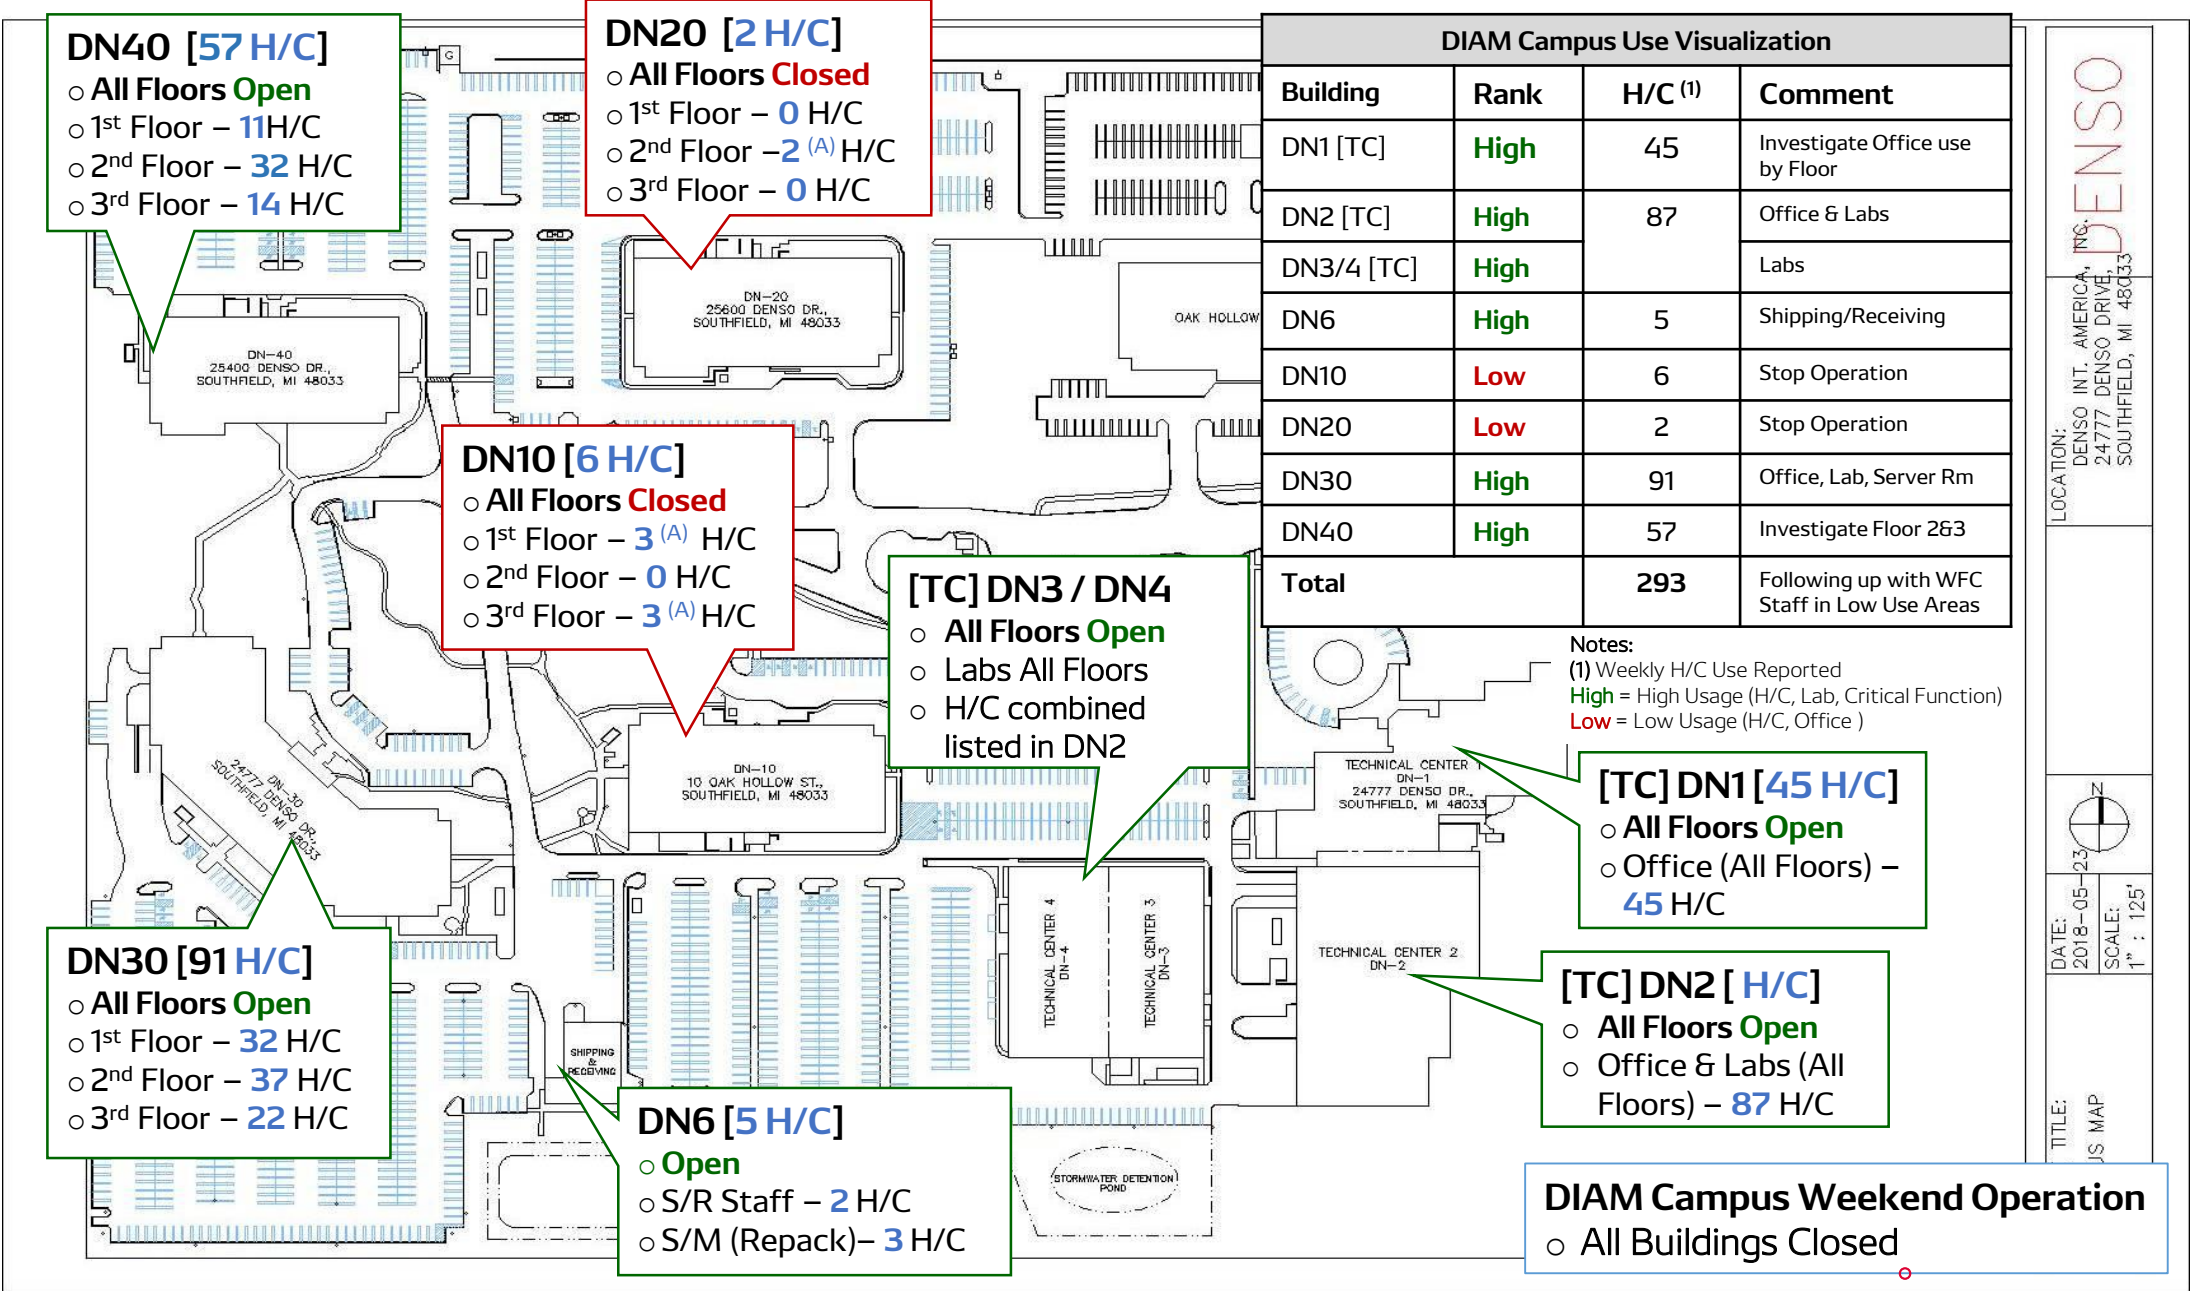 DN40 [57 H/C]
○ All Floors Open
○ 1st Floor – 11H/C
○ 2nd Floor – 32 H/C
○ 3rd Floor – 14 H/C
DN20 [2 H/C]
○ All Floors Closed
○ 1st Floor – 0 H/C
○ 2nd Floor –2 (A) H/C
○ 3rd Floor – 0 H/C
DIAM Campus Use Visualization
Building Rank H/C (1) Comment
DN1 [TC] High 45 Investigate Office use
by Floor
DN2 [TC] High 87 Office & Labs
DN3/4 [TC] High Labs
DN6 High 5 Shipping/Receiving
DN10 Low 6 Stop Operation
DN20 Low 2 Stop Operation
DN30 High 91 Office, Lab, Server Rm
DN40 High 57 Investigate Floor 2&3
Total 293 Following up with WFC
Staff in Low Use Areas
Notes:
(1) Weekly H/C Use Reported
High = High Usage (H/C, Lab, Critical Function)
Low = Low Usage (H/C, Office )
G
DN-40
25400 DENSO DR.,
SOUTHFIELD, MI 48033
DN-20
25600 DENSO DR.,
SOUTHFIELD, MI 48033
OAK HOLLOW
DN10 [6 H/C]
○ All Floors Closed
○ 1st Floor – 3 (A) H/C
○ 2nd Floor – 0 H/C
○ 3rd Floor – 3 (A) H/C
[TC] DN3 / DN4
○ All Floors Open
○ Labs All Floors
○ H/C combined
listed in DN2
DN-30
24777 DENSO DR.,
SOUTHFIELD, MI 48033
DN-10
10 OAK HOLLOW ST.,
SOUTHFIELD, MI 48033
TECHNICAL CENTER 1
DN-1
24777 DENSO DR.,
SOUTHFIELD, MI 48033
[TC] DN1 [45 H/C]
○ All Floors Open
○ Office (All Floors) –
45 H/C
TECHNICAL CENTER 4
DN-4
TECHNICAL CENTER 3
DN-3
TECHNICAL CENTER 2
DN-2
[TC] DN2 [ H/C]
○ All Floors Open
○ Office & Labs (All
Floors) – 87 H/C
DN30 [91 H/C]
○ All Floors Open
○ 1st Floor – 32 H/C
○ 2nd Floor – 37 H/C
○ 3rd Floor – 22 H/C
SHIPPING
&
RECEIVING
DN6 [5 H/C]
○ Open
○ S/R Staff – 2 H/C
○ S/M (Repack)– 3 H/C
STORMWATER DETENTION
POND
DIAM Campus Weekend Operation
○ All Buildings Closed
DENSO
LOCATION:
DENSO INT. AMERICA, INC.
24777 DENSO DRIVE,
SOUTHFIELD, MI 48033
N
DATE:
2018-05-23
SCALE:
1" : 125'
TITLE:
US MAP